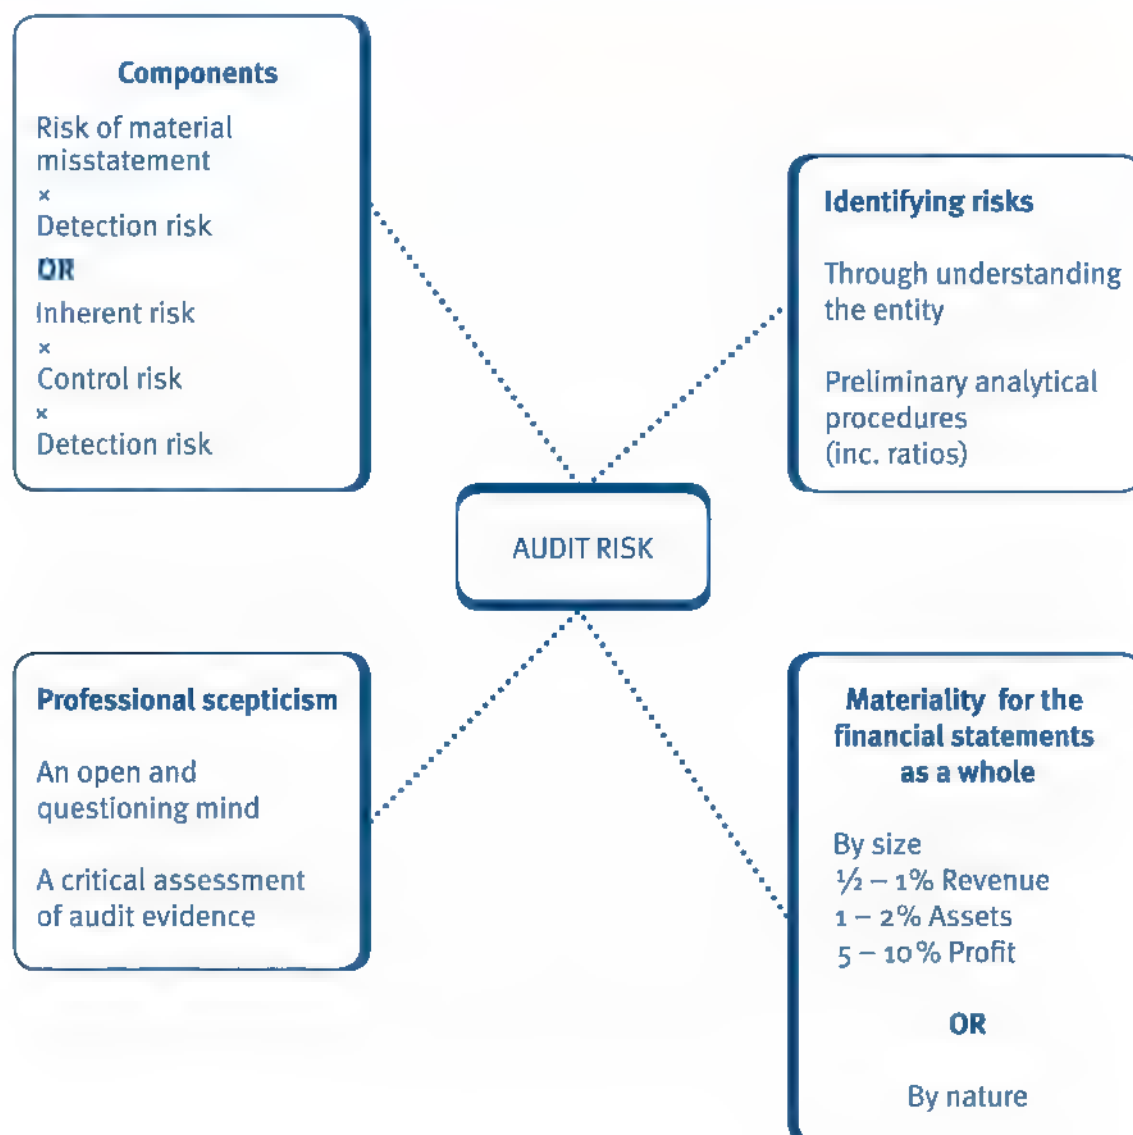 Components
Risk of material
misstatement
×
Detection risk
OR
Inherent risk
×
Control risk
×
Detection risk
Identifying risks
Through understanding
the entity
Preliminary analytical
procedures
(inc. ratios)
AUDIT RISK
Professional scepticism
An open and
questioning mind
A critical assessment
of audit evidence
Materiality for the
financial statements
as a whole
By size
½ – 1% Revenue
1 – 2% Assets
5 – 10% Profit
OR
By nature